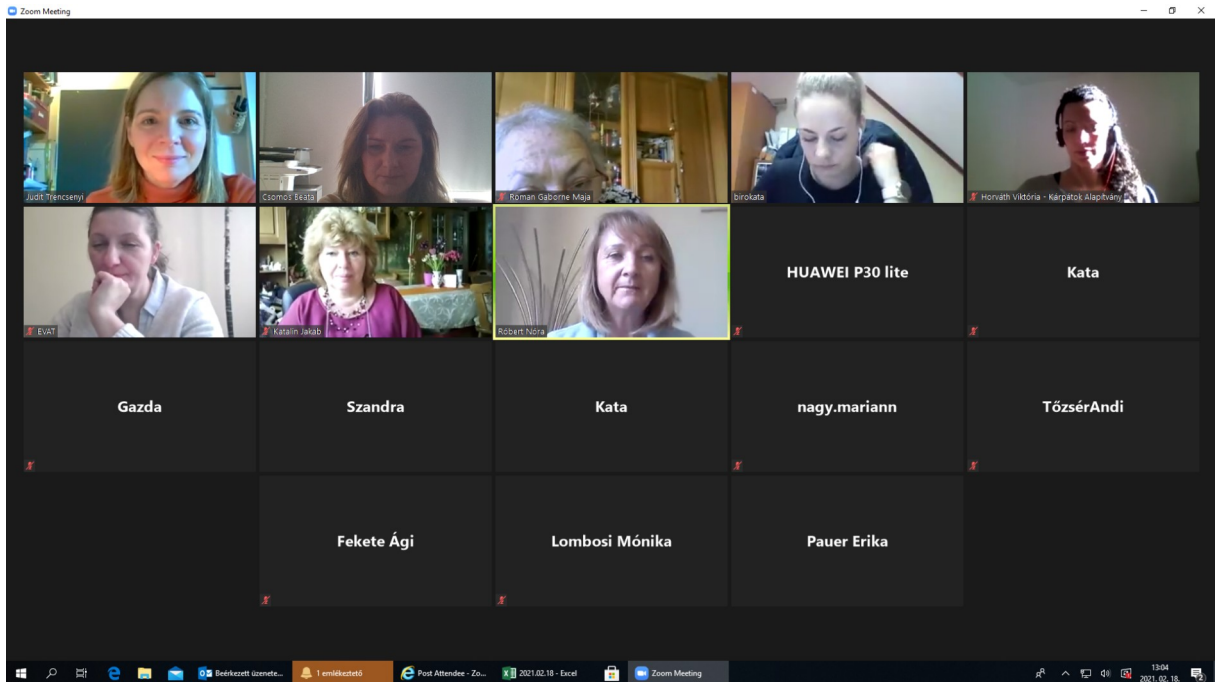 Zoom Meeting
Judit Trencsenyi
Csomos Beata
Roman Gaborne Maja
birokata
Horváth Viktória - Kárpátok Alapítvány
EVAT
Katalin Jakab
Róbert Nóra
HUAWEI P30 lite
Kata
Gazda
Szandra
Kata
nagy.mariann
TőzsérAndi
Fekete Ági
Lombosi Mónika
Pauer Erika
Beérkezett üzenete...
1 emlékeztető
Post Attendee - Zo...
2021.02.18 - Excel
Zoom Meeting
13:04
2021. 02. 18.
2